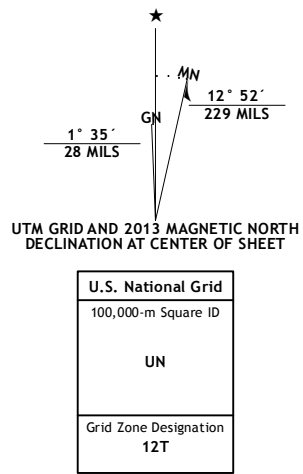 ★
MN
GN
12° 52´
229 MILS
1° 35´
28 MILS
UTM GRID AND 2013 MAGNETIC NORTH
DECLINATION AT CENTER OF SHEET
U.S. National Grid
100,000-m Square ID
UN
Grid Zone Designation
12T